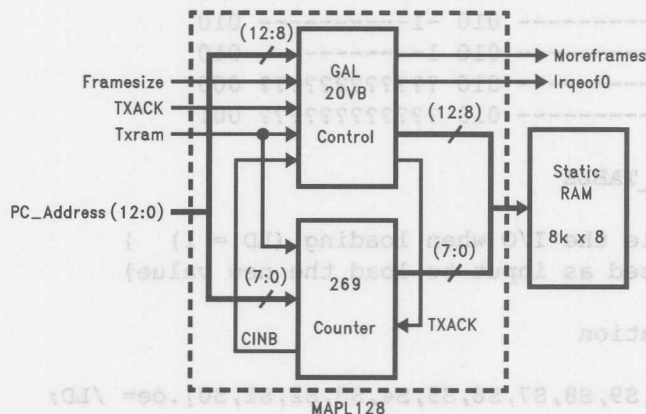 (12:8)
GAL
20VB
Control
Moreframes
Irqeof0
Framesize
TXACK
Txram
(12:8)
Static
RAM
8k x 8
PC_Address (12:0)
(7:0)
269
Counter
(7:0)
CINB
TXACK
MAPL128